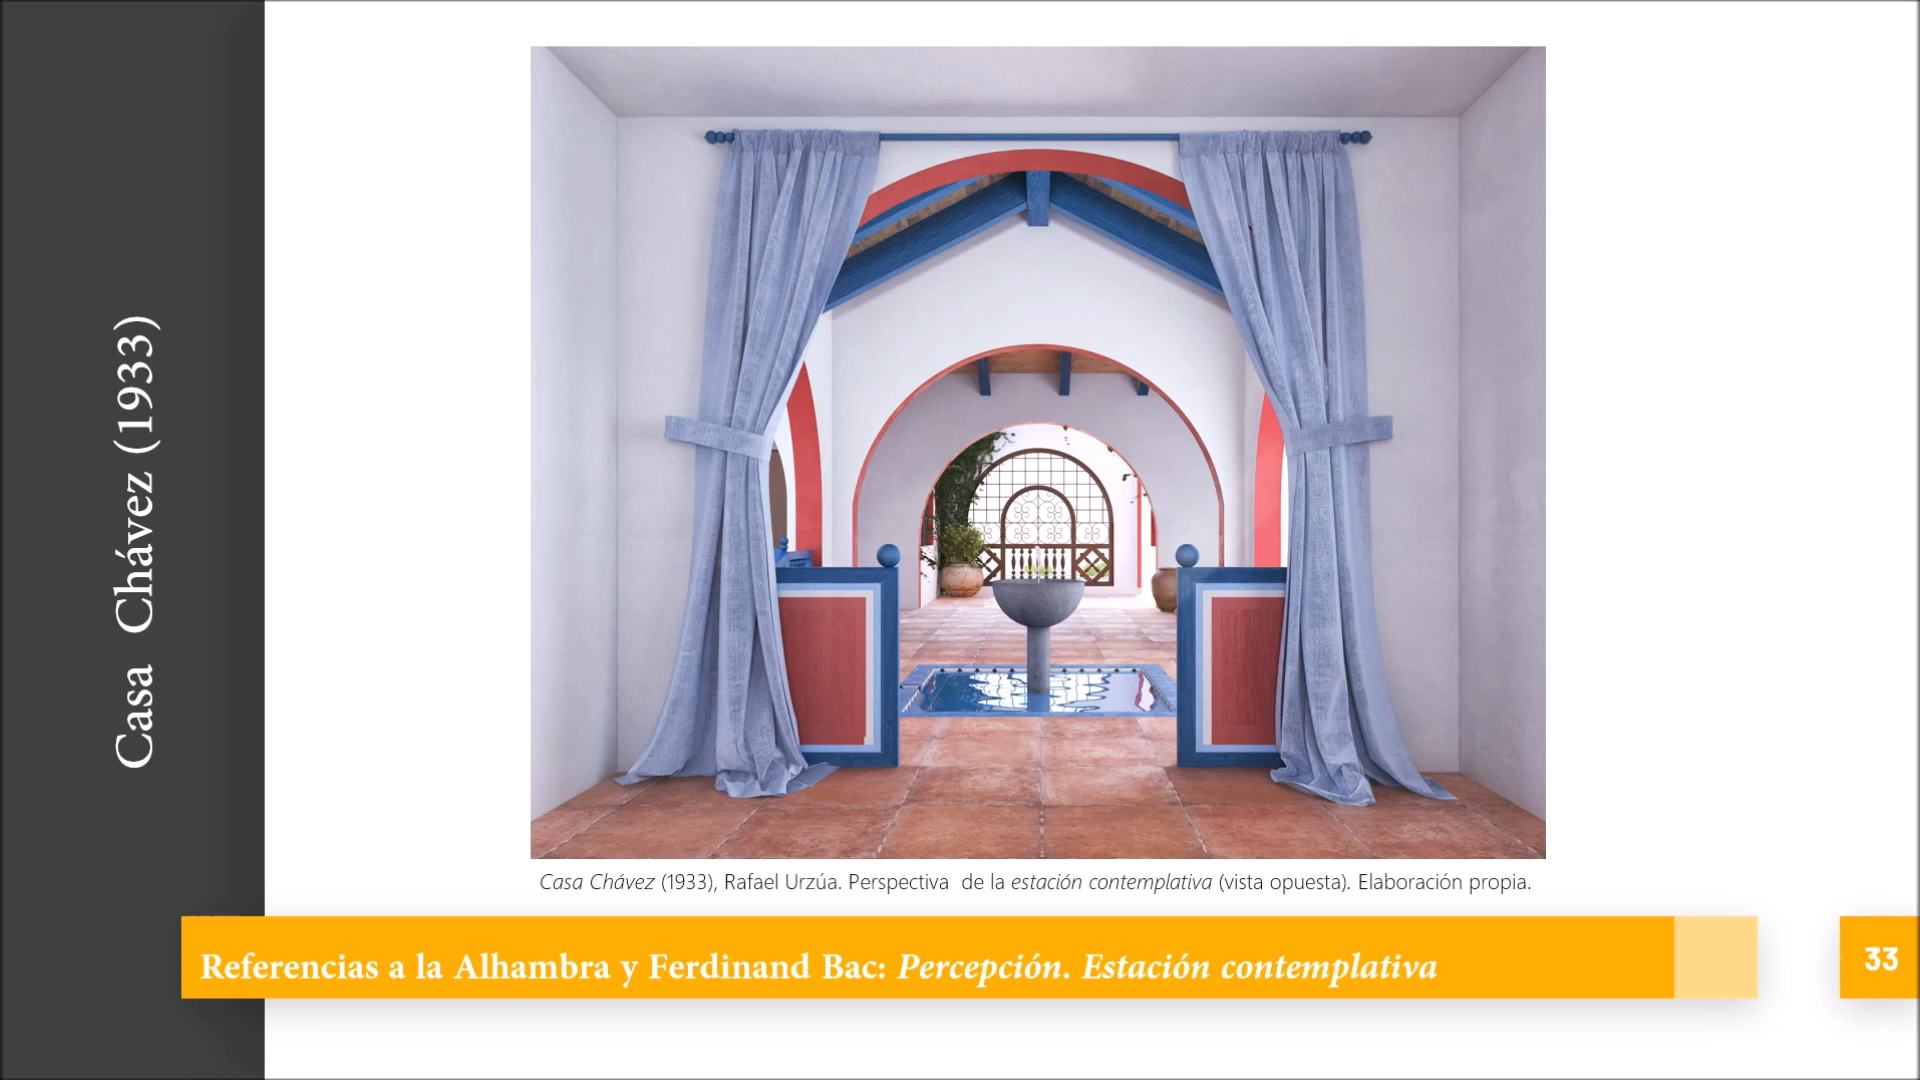 Casa Chávez (1933)
Casa Chávez (1933), Rafael Urzúa. Perspectiva de la estación contemplativa (vista opuesta). Elaboración propia.
Referencias a la Alhambra y Ferdinand Bac: Percepción. Estación contemplativa
33